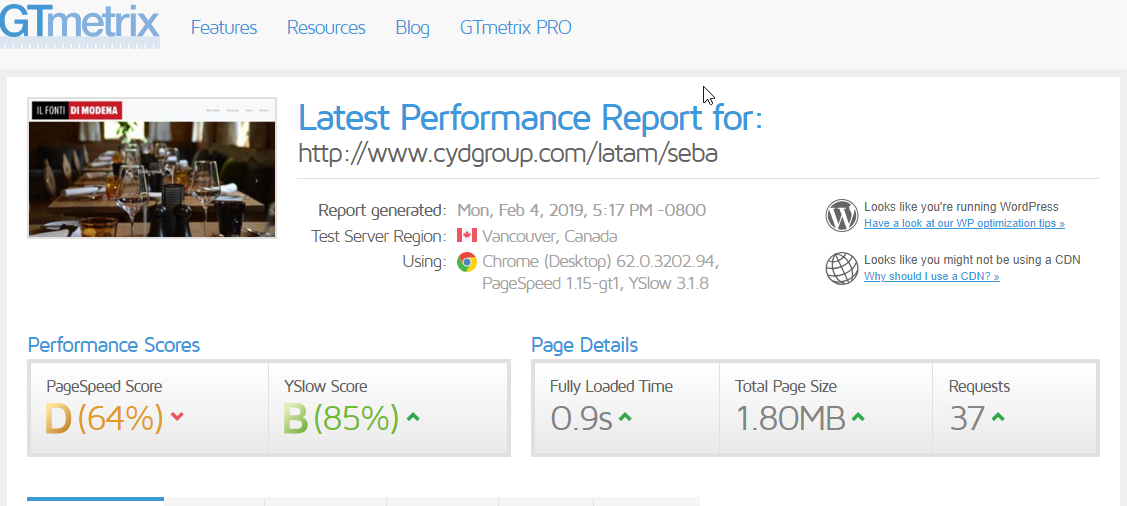 GTmetrix
Features Resources Blog GTmetrix PRO
IL FONTI DI MODENA
Latest Performance Report for:
http://www.cydgroup.com/latam/seba
Report generated: Mon, Feb 4, 2019, 5:17 PM -0800
Test Server Region: Vancouver, Canada
Using: Chrome (Desktop) 62.0.3202.94,
PageSpeed 1.15-gt1, YSlow 3.1.8
Looks like you're running WordPress
Have a look at our WP optimization tips »
Looks like you might not be using a CDN
Why should I use a CDN? »
Performance Scores
PageSpeed Score
D (64%)
YSlow Score
B (85%)
Page Details
Fully Loaded Time
0.9s
Total Page Size
1.80MB
Requests
37